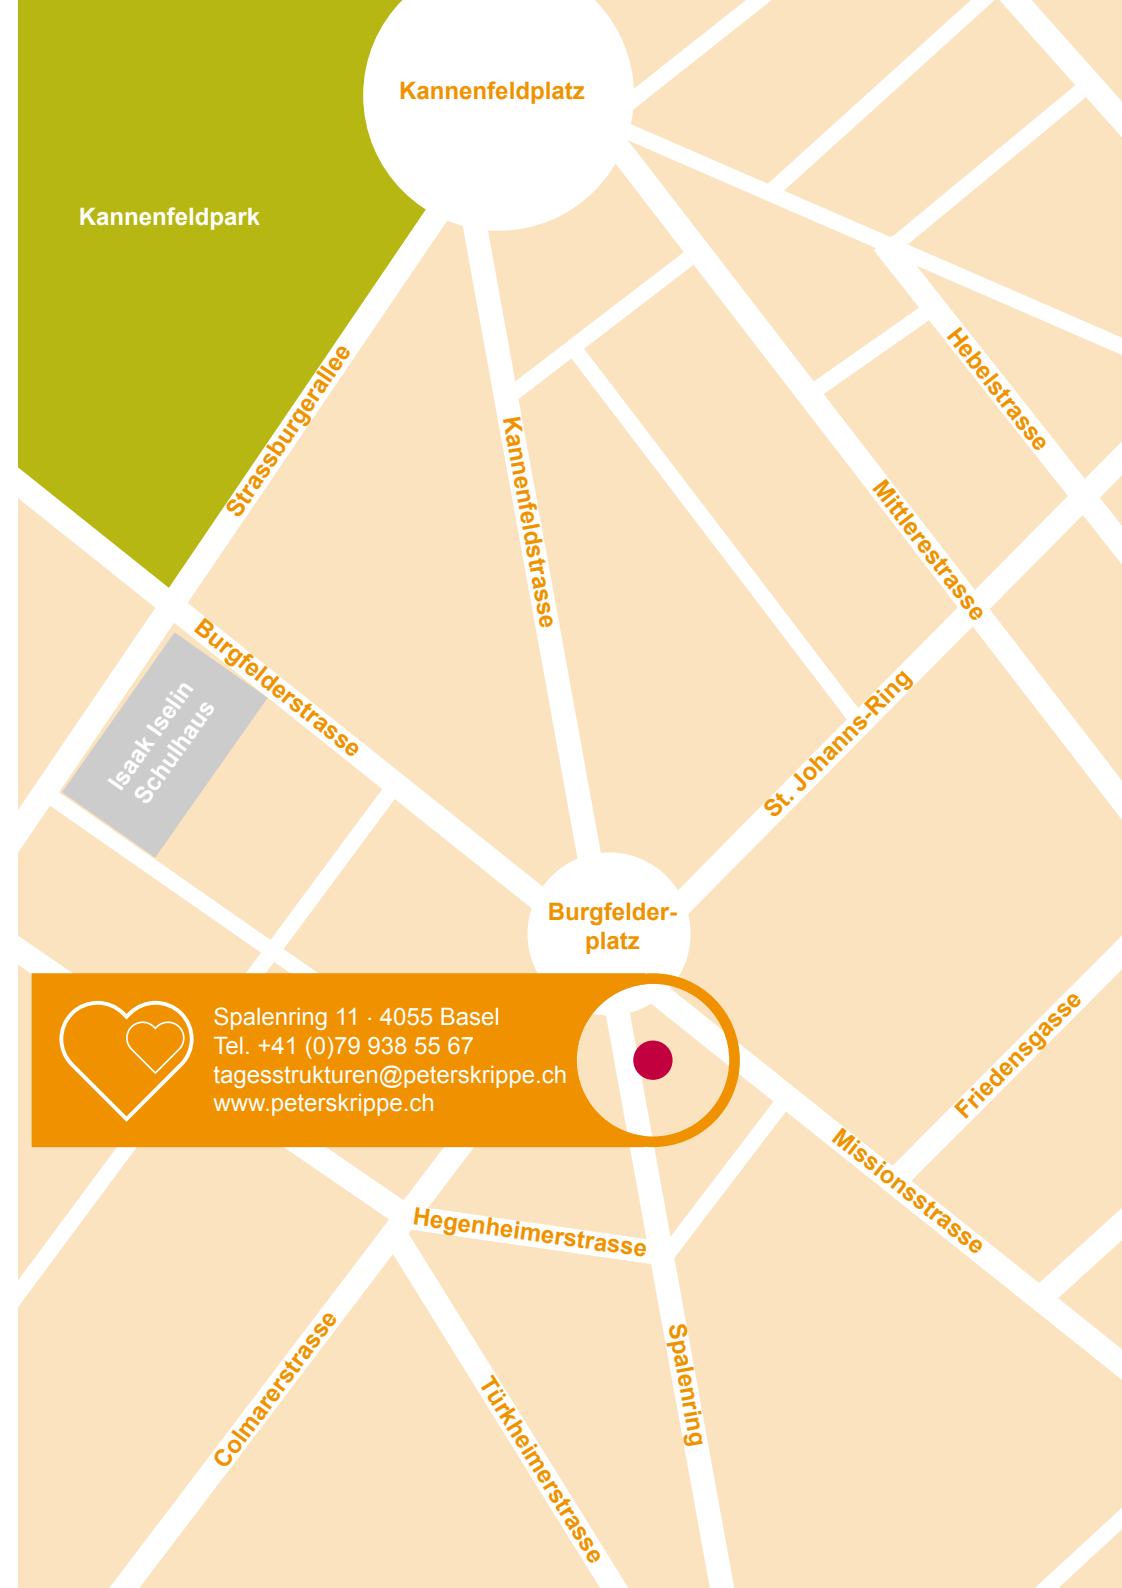 Kannenfeldplatz
Kannenfeldpark
Strassburgerallee
Hebelstrasse
Kannenfeldstrasse
Mittlerestrasse
Burgfelderstrasse
Isaak Iselin
Schulhaus
St. Johanns-Ring
Burgfelder-
platz
Spalenring 11 · 4055 Basel
Tel. +41 (0)79 938 55 67
tagesstrukturen@peterskrippe.ch
www.peterskrippe.ch
Friedensgasse
Missionsstrasse
Hegenheimerstrasse
Colmarerstrasse
Spalenring
Türkheimerstrasse